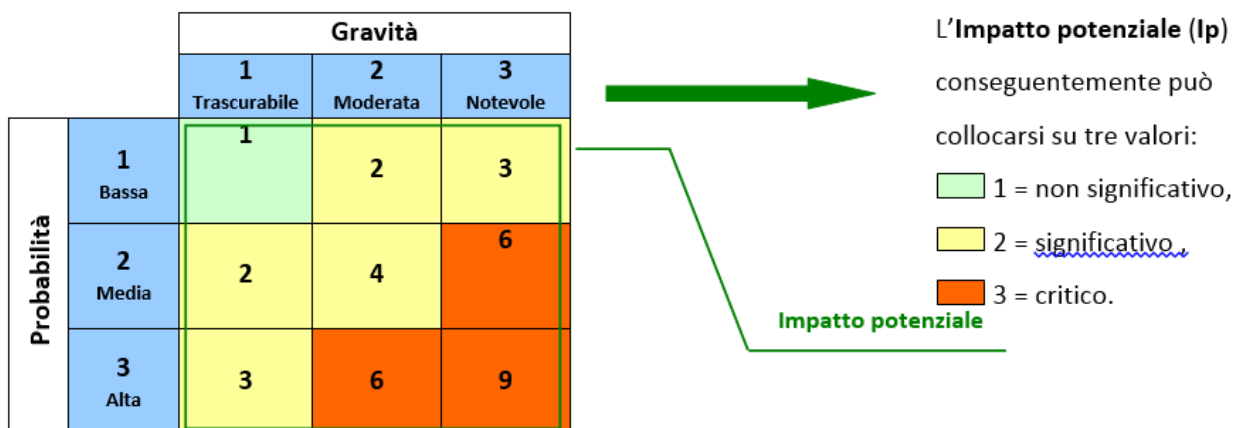 Gravità
1 2 3
Trascurabile Moderata Notevole
Probabilità
1 Bassa 1 2 3
2 Media 2 4 6
3 Alta 3 6 9
L'Impatto potenziale (Ip)
conseguentemente può
collocarsi su tre valori:
1 = non significativo,
2 = significativo ,
3 = critico.
Impatto potenziale